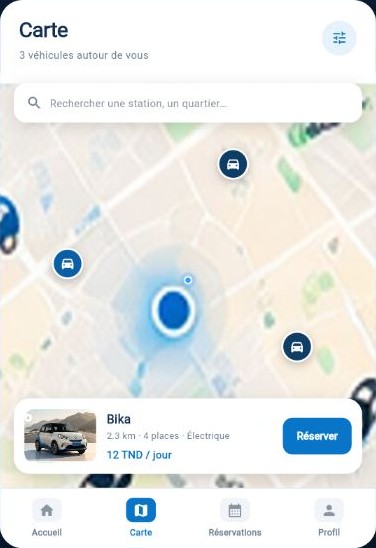 Carte
3 véhicules autour de vous
Rechercher une station, un quartier...
Bika
2.3 km · 4 places · Électrique
12 TND / jour
Réserver
Accueil
Carte
Réservations
Profil